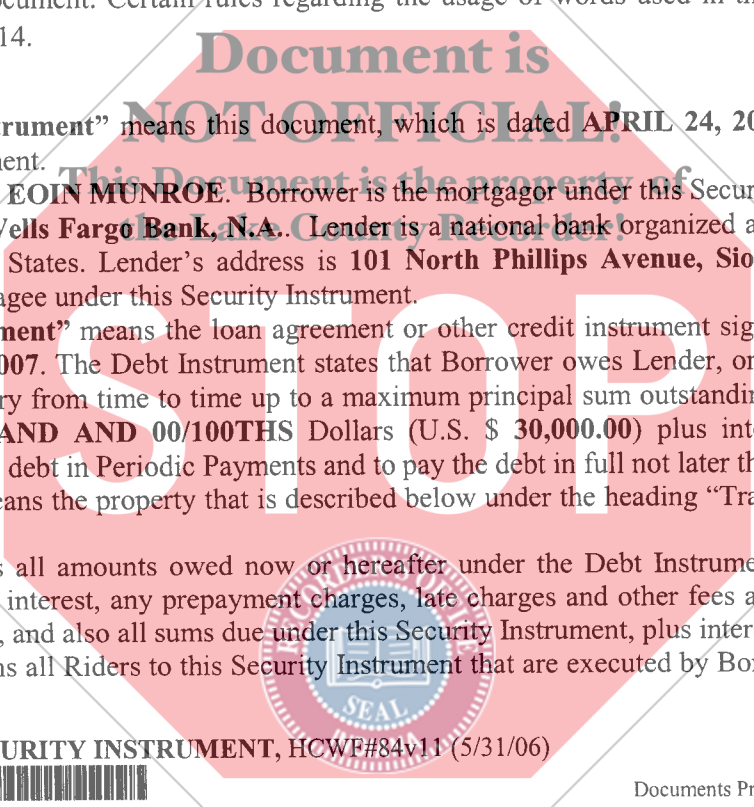 ocument. Certain rules regarding the usage of words used in th
14.
Document is
NOT OFFICIAL!
trument” means this document, which is dated APRIL 24, 20
ment.
This Document is the property of
EOIN MUNROE. Borrower is the mortgagor under this Secur
the Lake County Recorder!
Wells Fargo Bank, N.A.. Lender is a national bank organized a
States. Lender’s address is 101 North Phillips Avenue, Sio
agee under this Security Instrument.
ment” means the loan agreement or other credit instrument sig
007. The Debt Instrument states that Borrower owes Lender, or
ry from time to time up to a maximum principal sum outstandin
AND AND 00/100THS Dollars (U.S. $ 30,000.00) plus int
debt in Periodic Payments and to pay the debt in full not later th
eans the property that is described below under the heading “Tra
STOP
s all amounts owed now or hereafter under the Debt Instrume
interest, any prepayment charges, late charges and other fees a
, and also all sums due under this Security Instrument, plus inter
ns all Riders to this Security Instrument that are executed by Bor
SEAL
CURITY INSTRUMENT, HCWF#84v11 (5/31/06)
Documents Pr